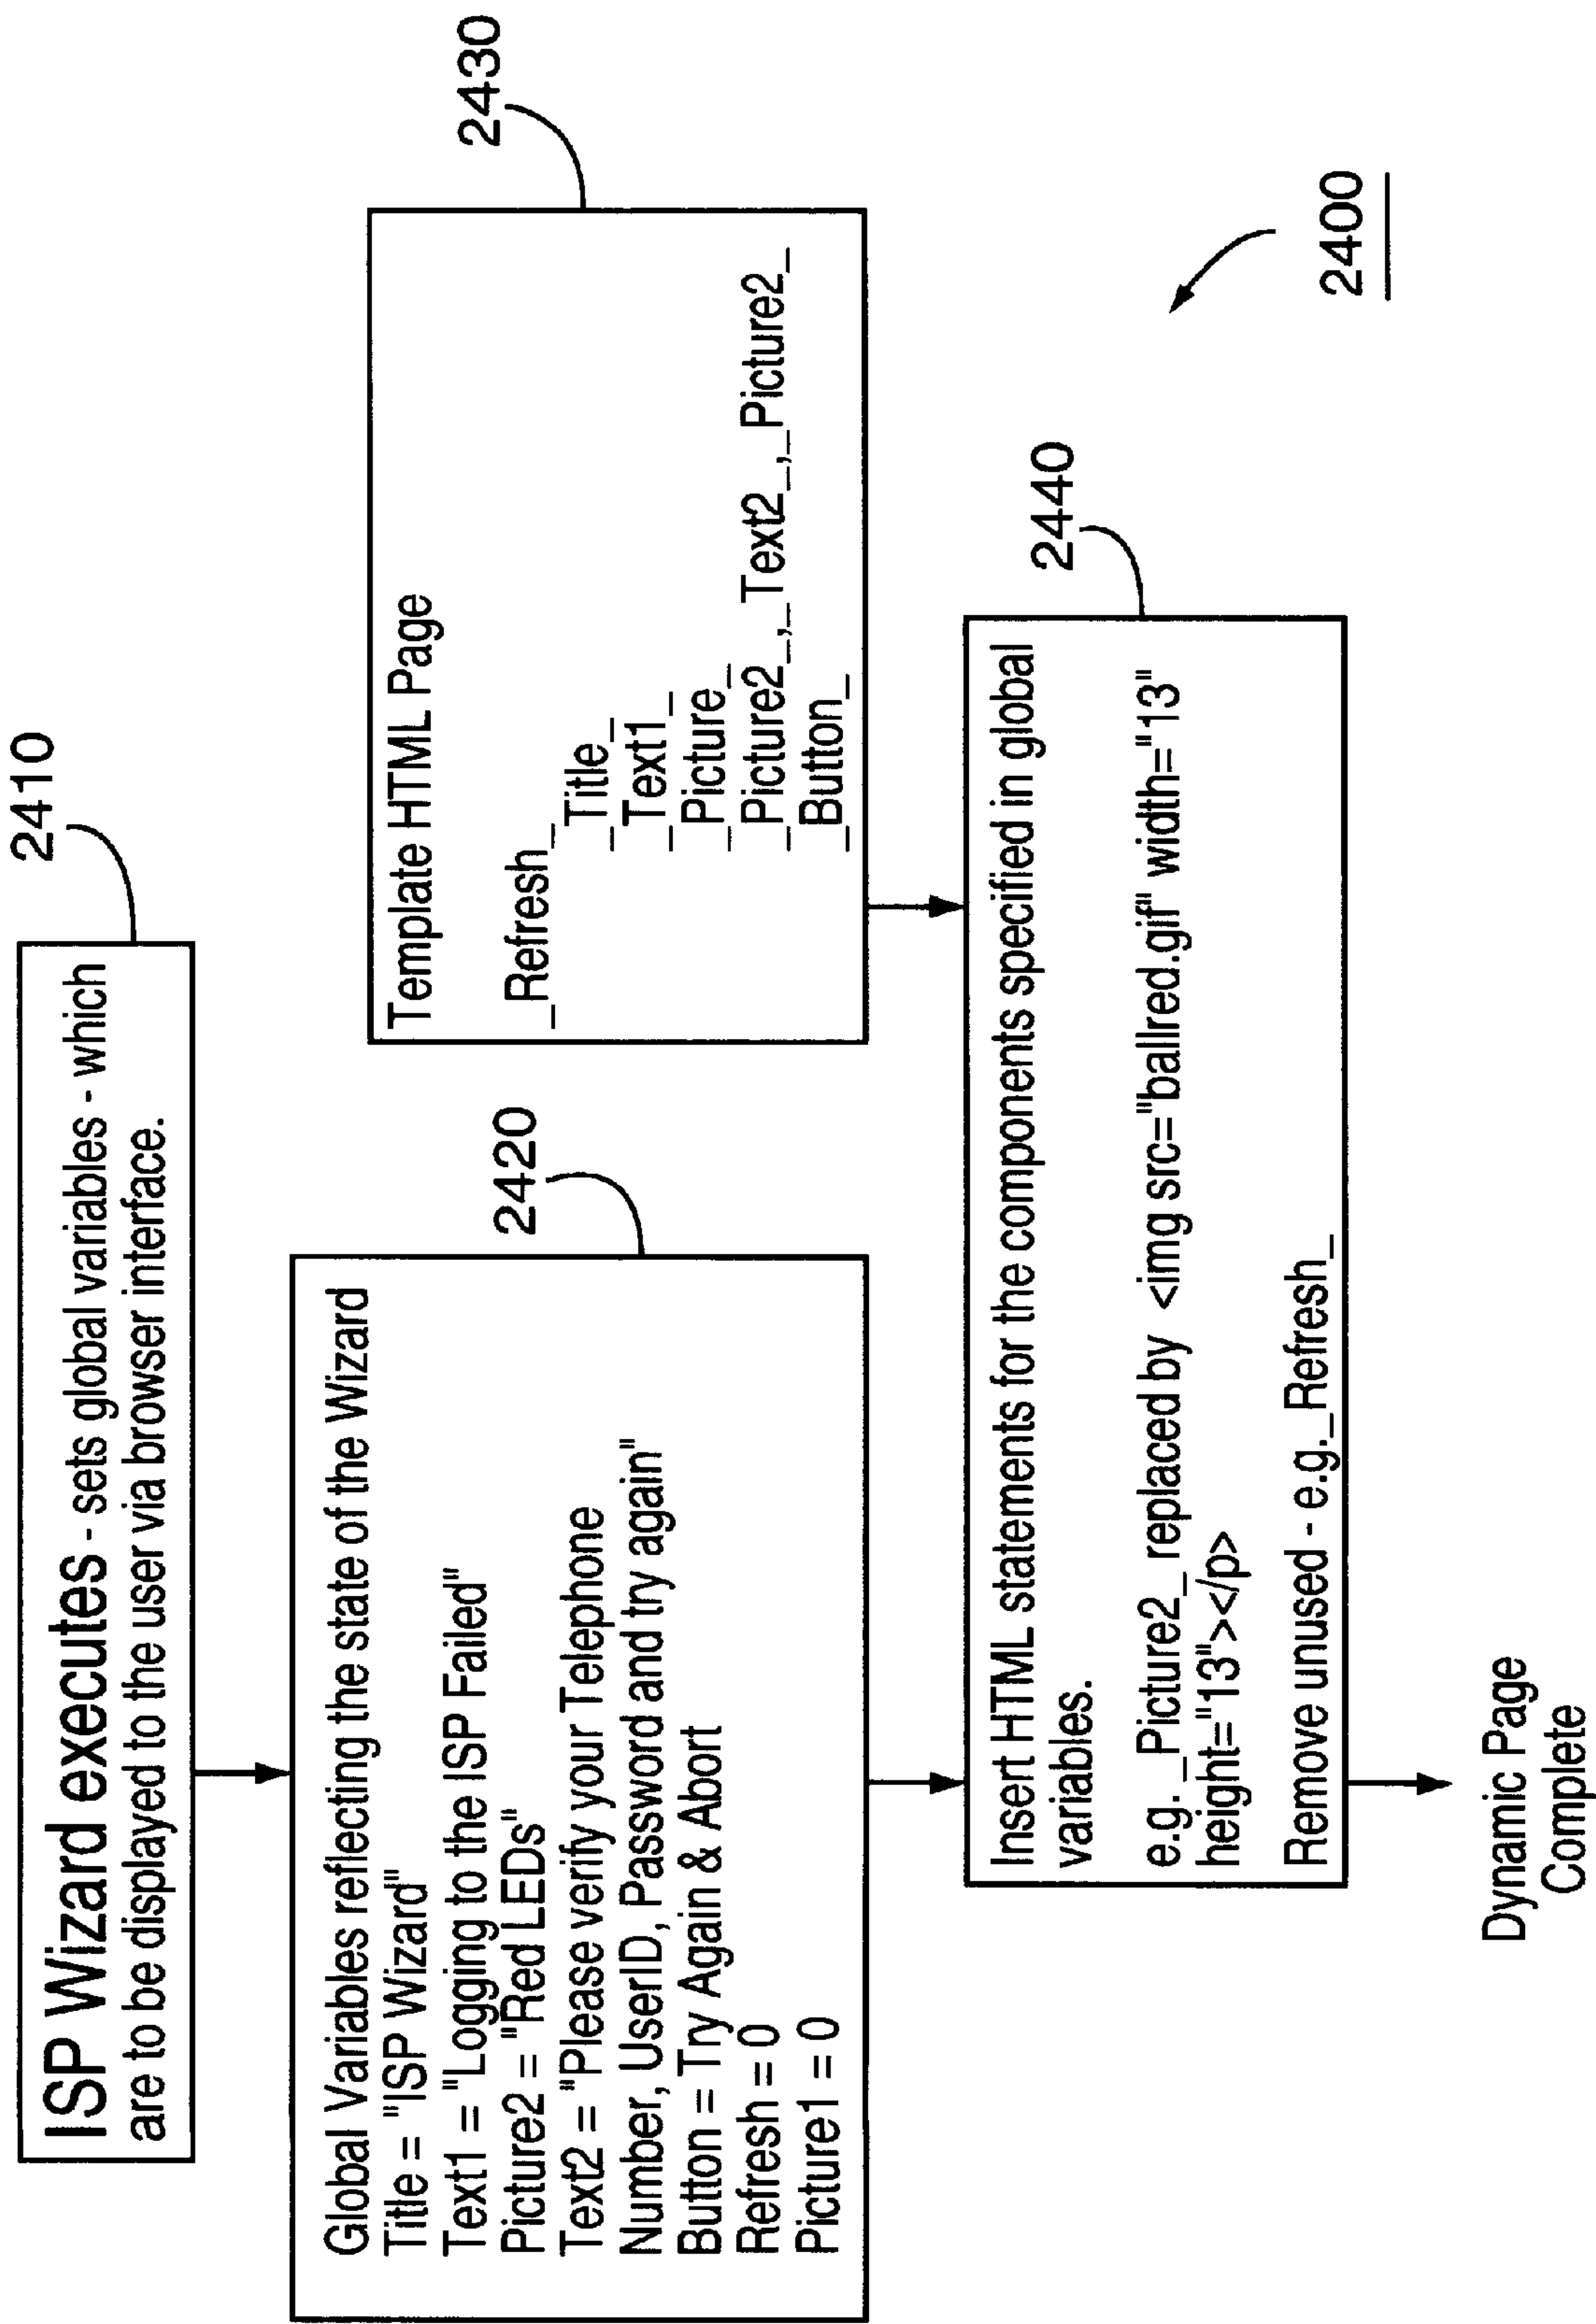 2410
ISP Wizard executes - sets global variables - which
are to be displayed to the user via browser interface.
2420
Global Variables reflecting the state of the Wizard
Title = "ISP Wizard"
Text1 = "Logging to the ISP Failed"
Picture2 = "Red LEDs"
Text2 = "Please verify your Telephone
Number, UserID, Password and try again"
Button = Try Again & Abort
Refresh = 0
Picture1 = 0
2430
Template HTML Page
_Refresh_
_Title_
_Text1_
_Picture_
_Picture2_,_Text2_,_Picture2_
_Button_
2440
Insert HTML statements for the components specified in global
variables.
e.g. _Picture2_ replaced by <img src="ballred.gif" width="13"
height="13"></p>
Remove unused - e.g._Refresh_
Dynamic Page
Complete
2400